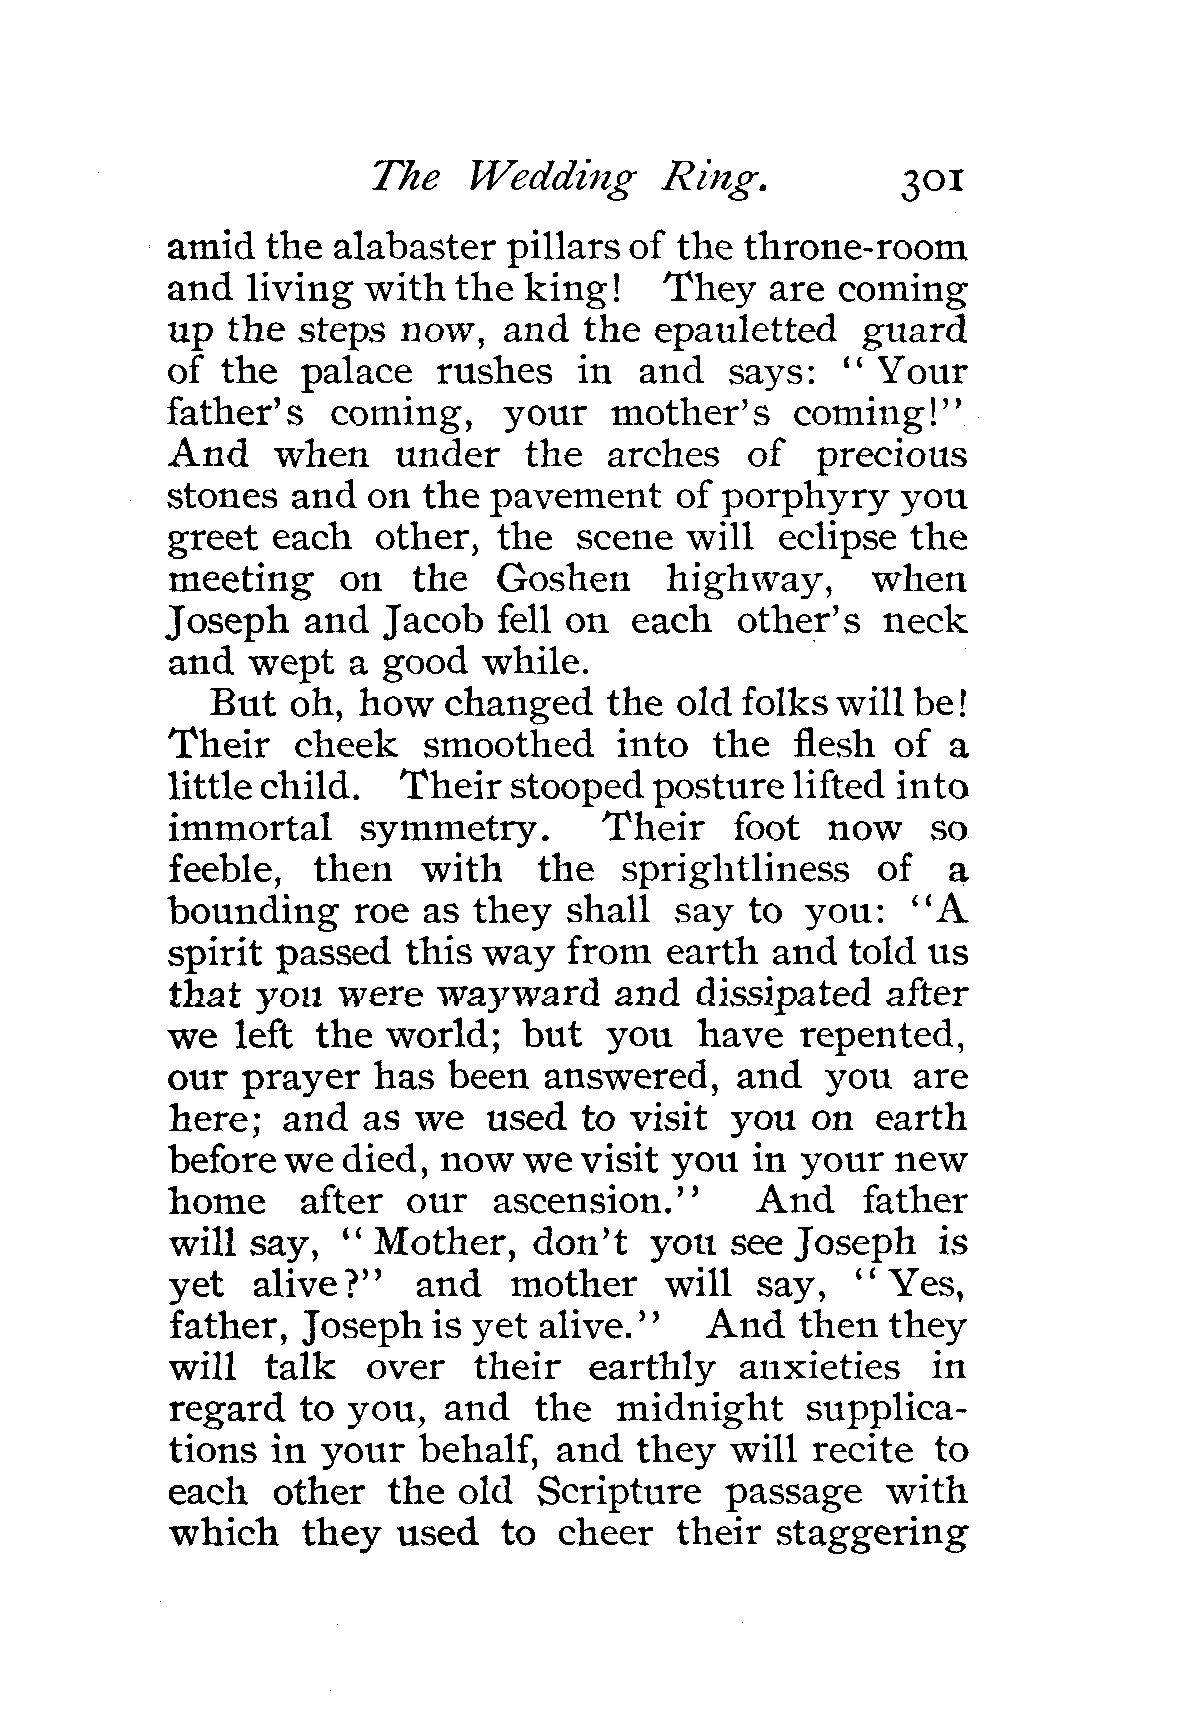 The Wedding Ring. 301
amid the alabaster pillars of the throne-room
and living with the king! They are coming
up the steps now, and the epauletted guard
of the palace rushes in and says: "Your
father's coming, your mother's coming!"
And when under the arches of precious
stones and on the pavement of porphyry you
greet each other, the scene will eclipse the
meeting on the Goshen highway, when
Joseph and Jacob fell on each other's neck
and wept a good while.
But oh, how changed the old folks will be!
Their cheek smoothed into the flesh of a
little child. Their stooped posture lifted into
immortal symmetry. Their foot now so
feeble, then with the sprightliness of a
bounding roe as they shall say to you: "A
spirit passed this way from earth and told us
that you were wayward and dissipated after
we left the world; but you have repented,
our prayer has been answered, and you are
here; and as we used to visit you on earth
before we died, now we visit you in your new
home after our ascension." And father
will say, "Mother, don't you see Joseph is
yet alive?" and mother will say, "Yes,
father, Joseph is yet alive." And then they
will talk over their earthly anxieties in
regard to you, and the midnight supplica-
tions in your behalf, and they will recite to
each other the old Scripture passage with
which they used to cheer their staggering